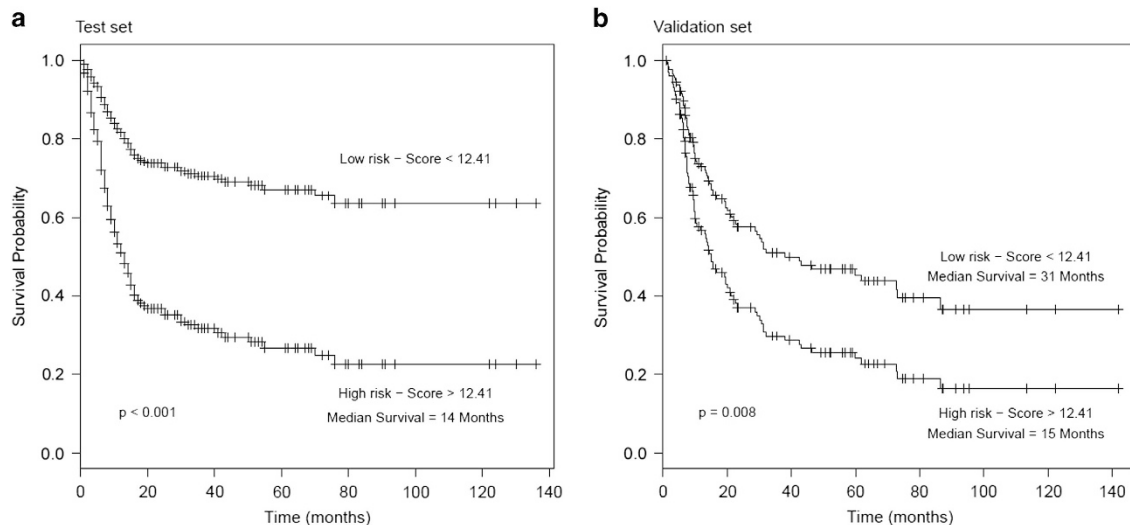 a
Test set
Survival Probability
1.0
0.8
0.6
0.4
0.2
0.0
Low risk − Score < 12.41
High risk − Score > 12.41
Median Survival = 14 Months
p < 0.001
0 20 40 60 80 100 120 140
Time (months)
b
Validation set
Survival Probability
1.0
0.8
0.6
0.4
0.2
0.0
Low risk − Score < 12.41
Median Survival = 31 Months
High risk − Score > 12.41
Median Survival = 15 Months
p = 0.008
0 20 40 60 80 100 120 140
Time (months)